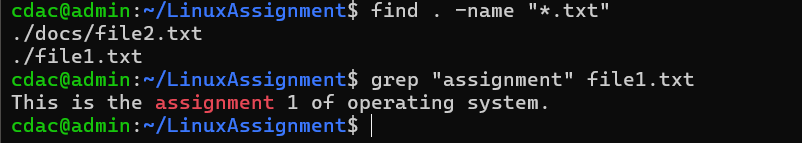 cdac@admin:~/LinuxAssignment$ find . -name "*.txt"
./docs/file2.txt
./file1.txt
cdac@admin:~/LinuxAssignment$ grep "assignment" file1.txt
This is the assignment 1 of operating system.
cdac@admin:~/LinuxAssignment$